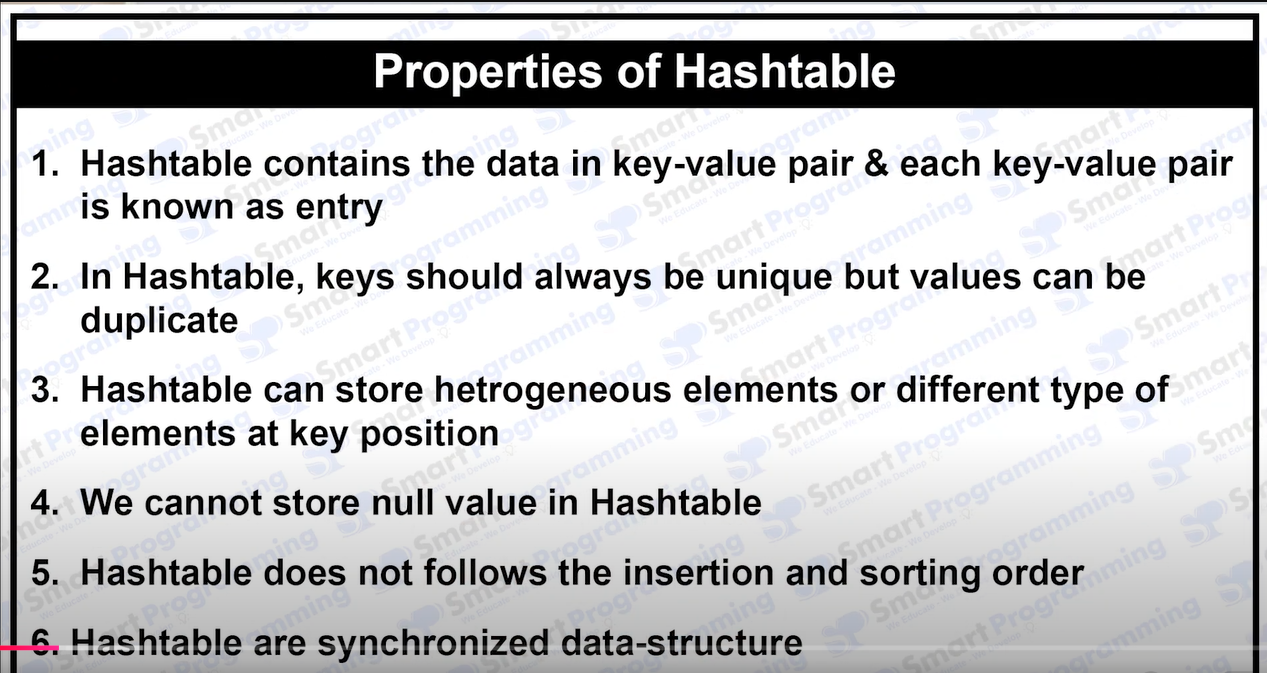 Properties of Hashtable
1. Hashtable contains the data in key-value pair & each key-value pair
is known as entry
2. In Hashtable, keys should always be unique but values can be
duplicate
3. Hashtable can store hetrogeneous elements or different type of
elements at key position
4. We cannot store null value in Hashtable
5. Hashtable does not follows the insertion and sorting order
6. Hashtable are synchronized data-structure